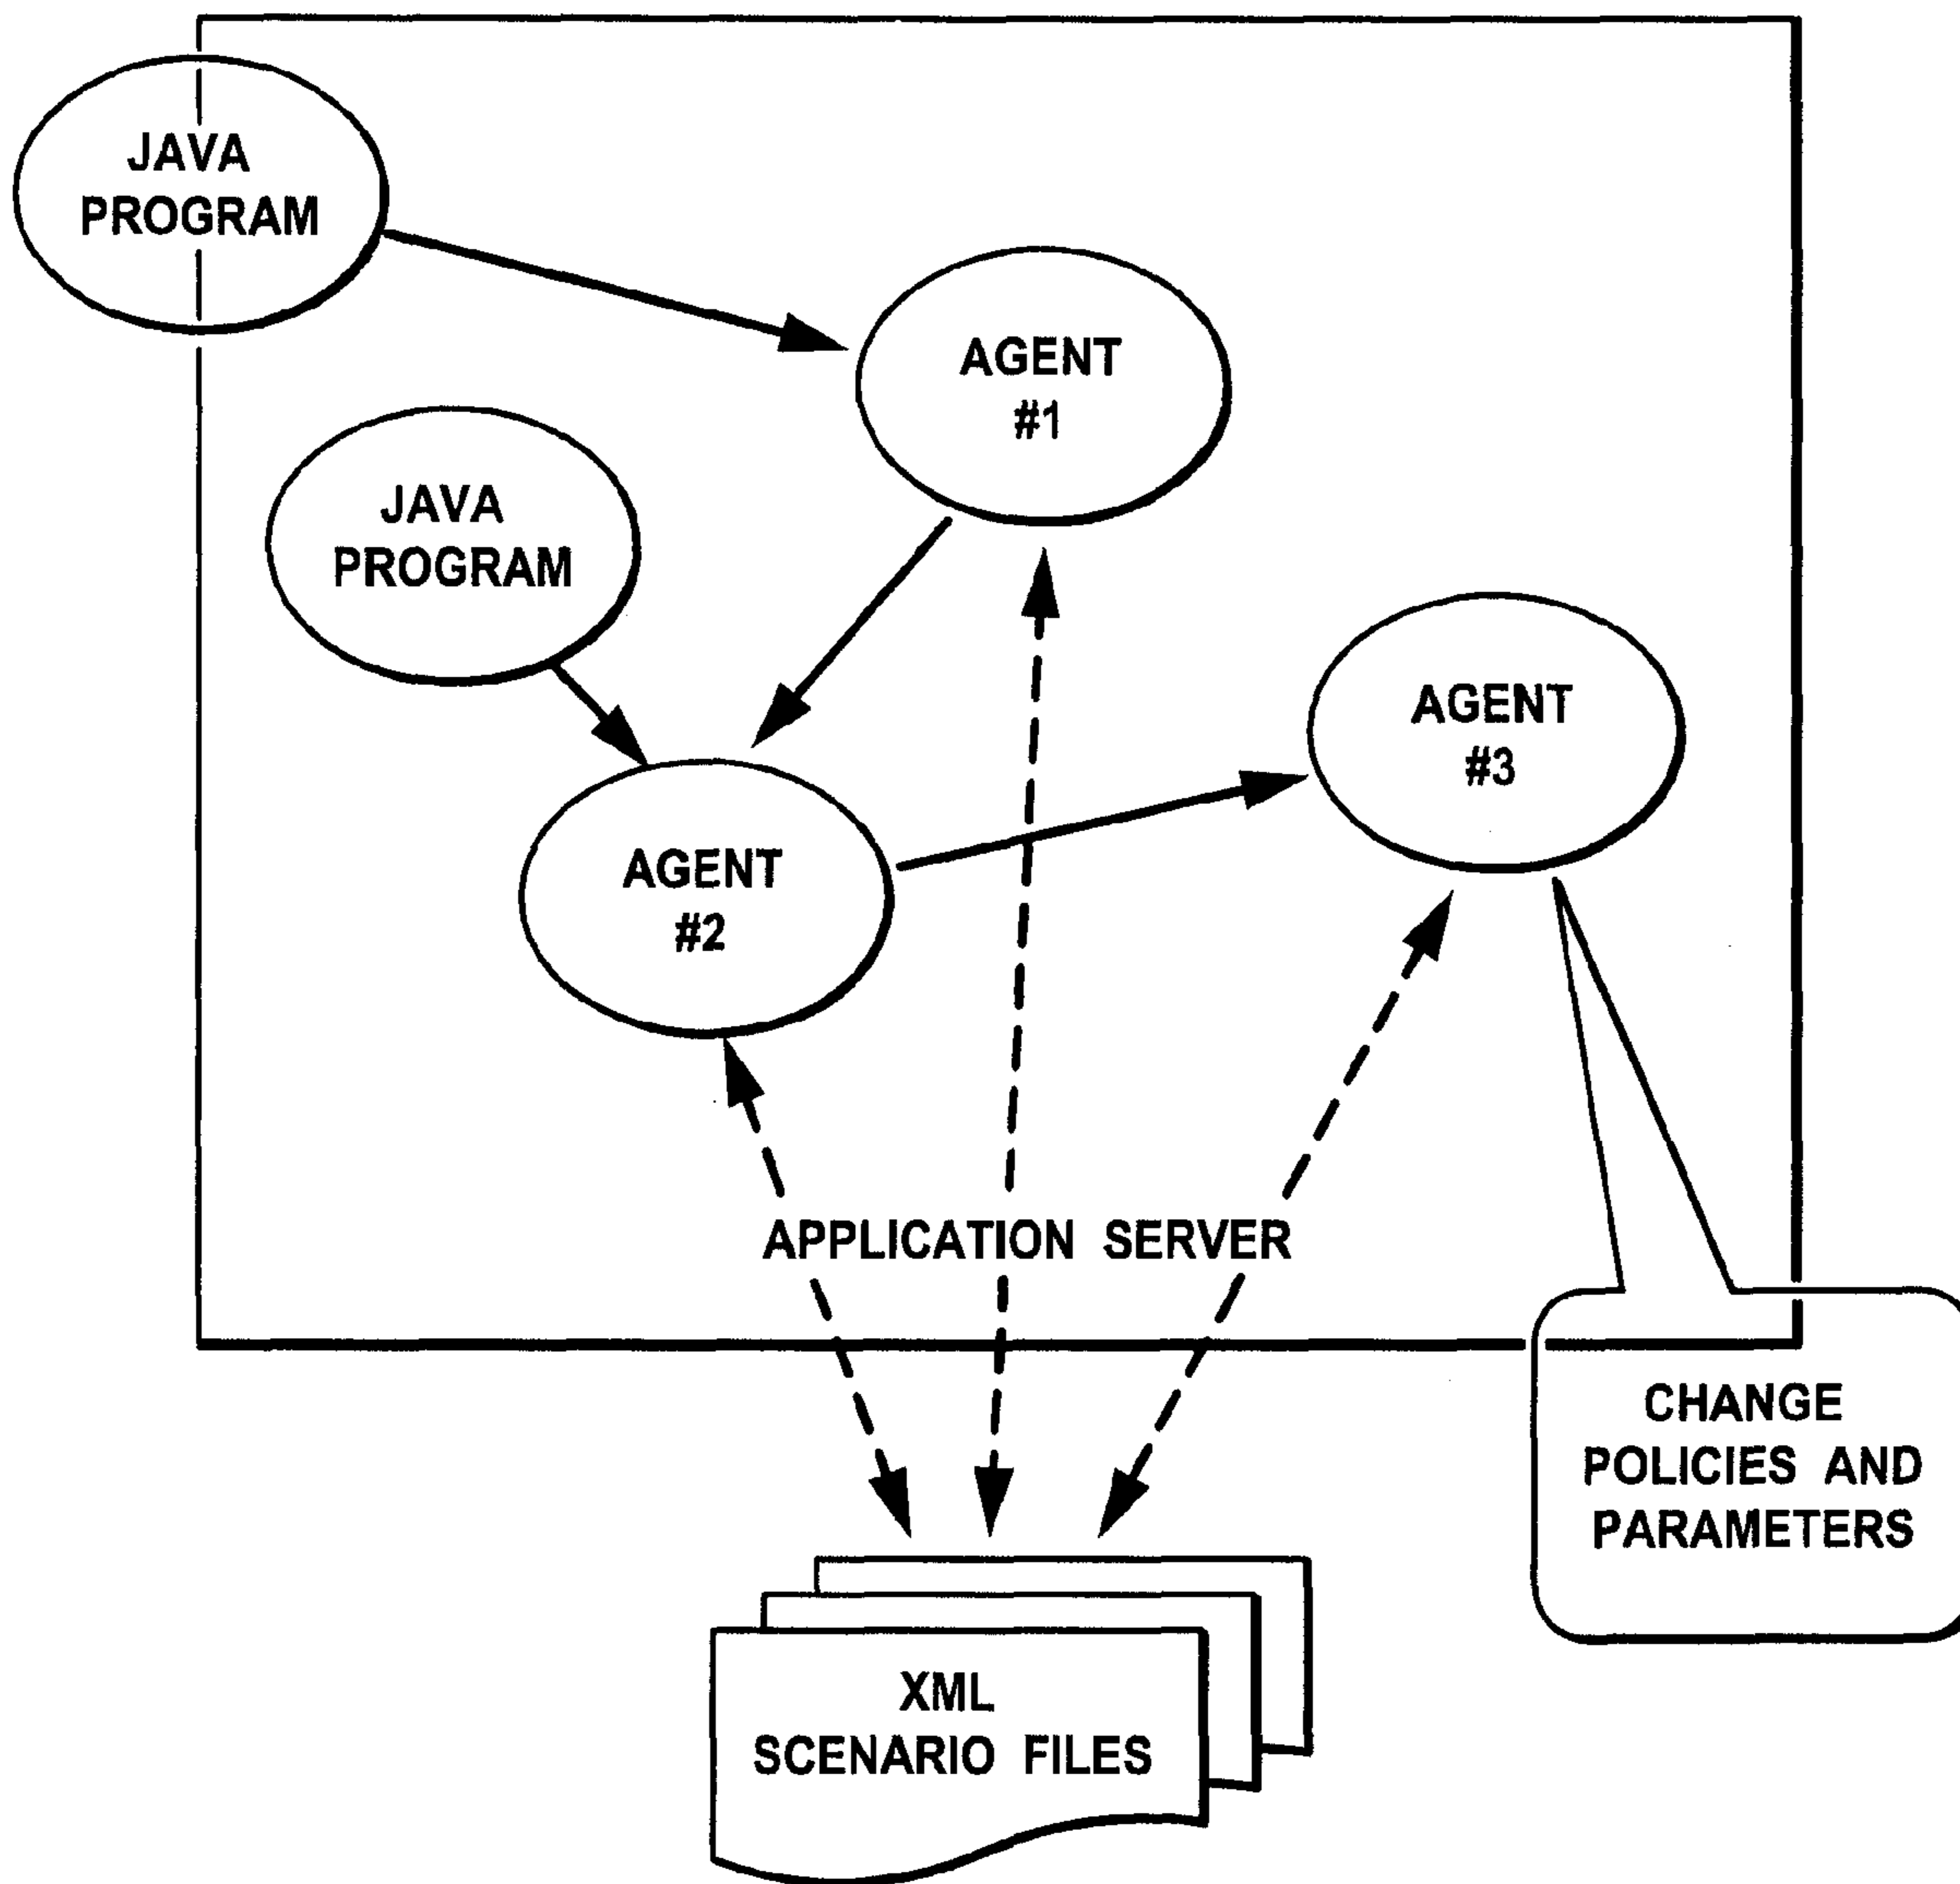 JAVA
PROGRAM
AGENT
#1
JAVA
PROGRAM
AGENT
#3
AGENT
#2
APPLICATION SERVER
CHANGE
POLICIES AND
PARAMETERS
XML
SCENARIO FILES